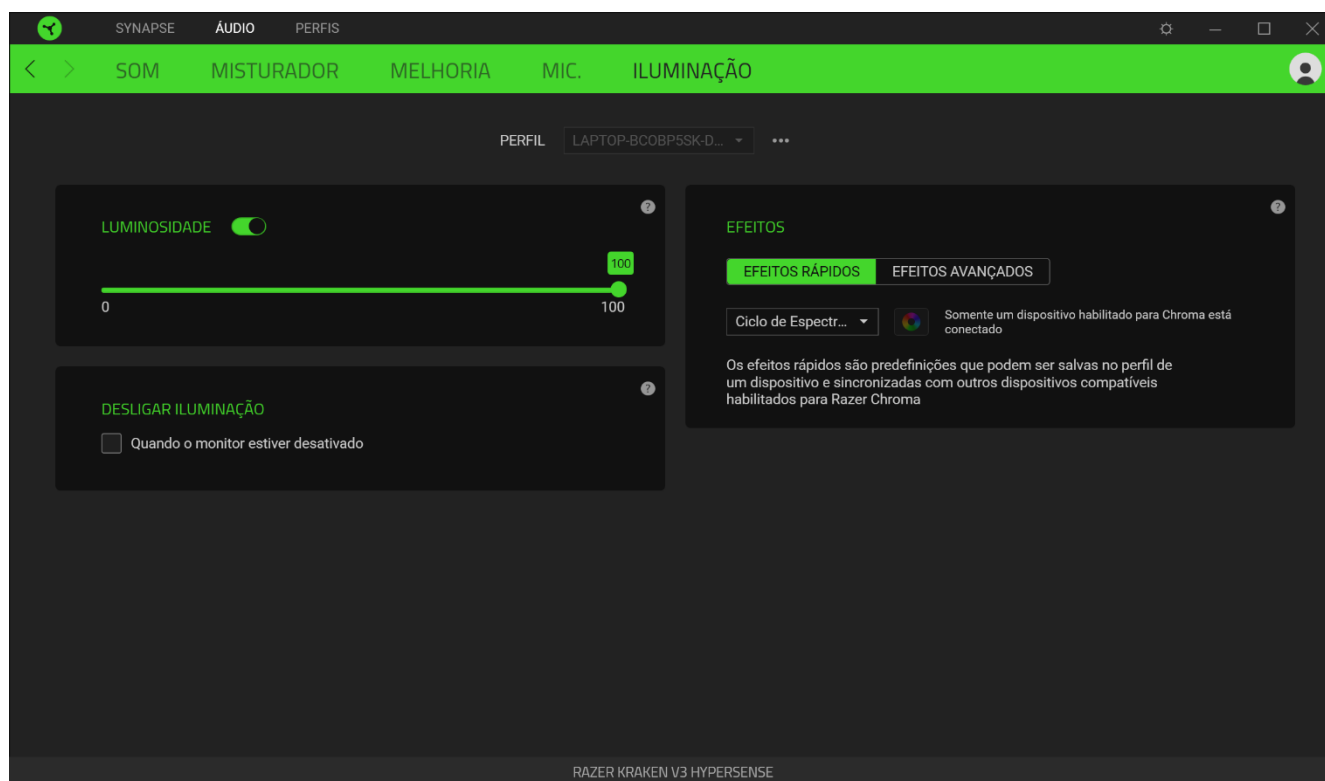 SYNAPSE ÁUDIO PERFIS
SOM MISTURADOR MELHORIA MIC. ILUMINAÇÃO
PERFIL LAPTOP-BCOBP5SK-D...
LUMINOSIDADE
100
0 100
DESLIGAR ILUMINAÇÃO
Quando o monitor estiver desativado
EFEITOS
EFEITOS RÁPIDOS EFEITOS AVANÇADOS
Ciclo de Espectr...
Somente um dispositivo habilitado para Chroma está
conectado
Os efeitos rápidos são predefinições que podem ser salvas no perfil de
um dispositivo e sincronizadas com outros dispositivos compatíveis
habilitados para Razer Chroma
RAZER KRAKEN V3 HYPERSENSE